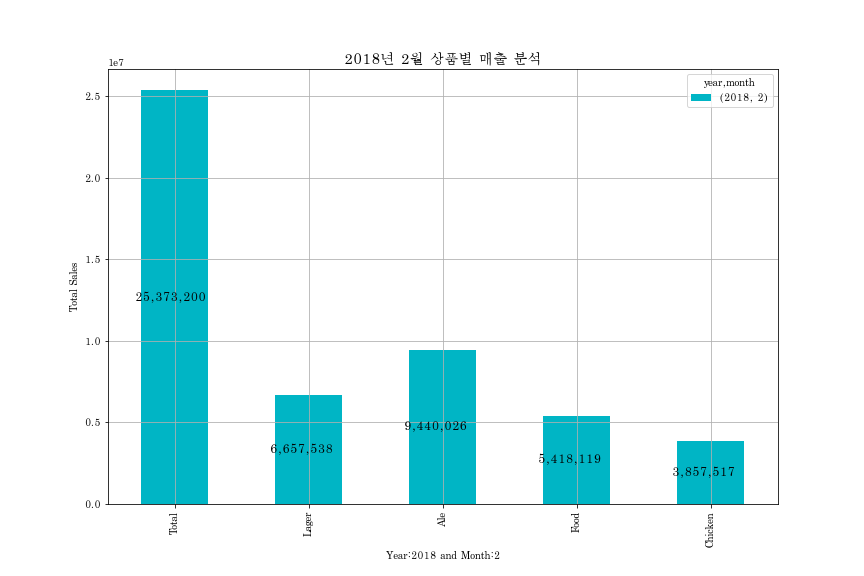 2018년 2월 상품별 매출 분석
1e7
year,month
(2018, 2)
2.5
2.0
1.5
1.0
0.5
0.0
Total Sales
25,373,200
6,657,538
9,440,026
5,418,119
3,857,517
Total
Lager
Ale
Food
Chicken
Year:2018 and Month:2